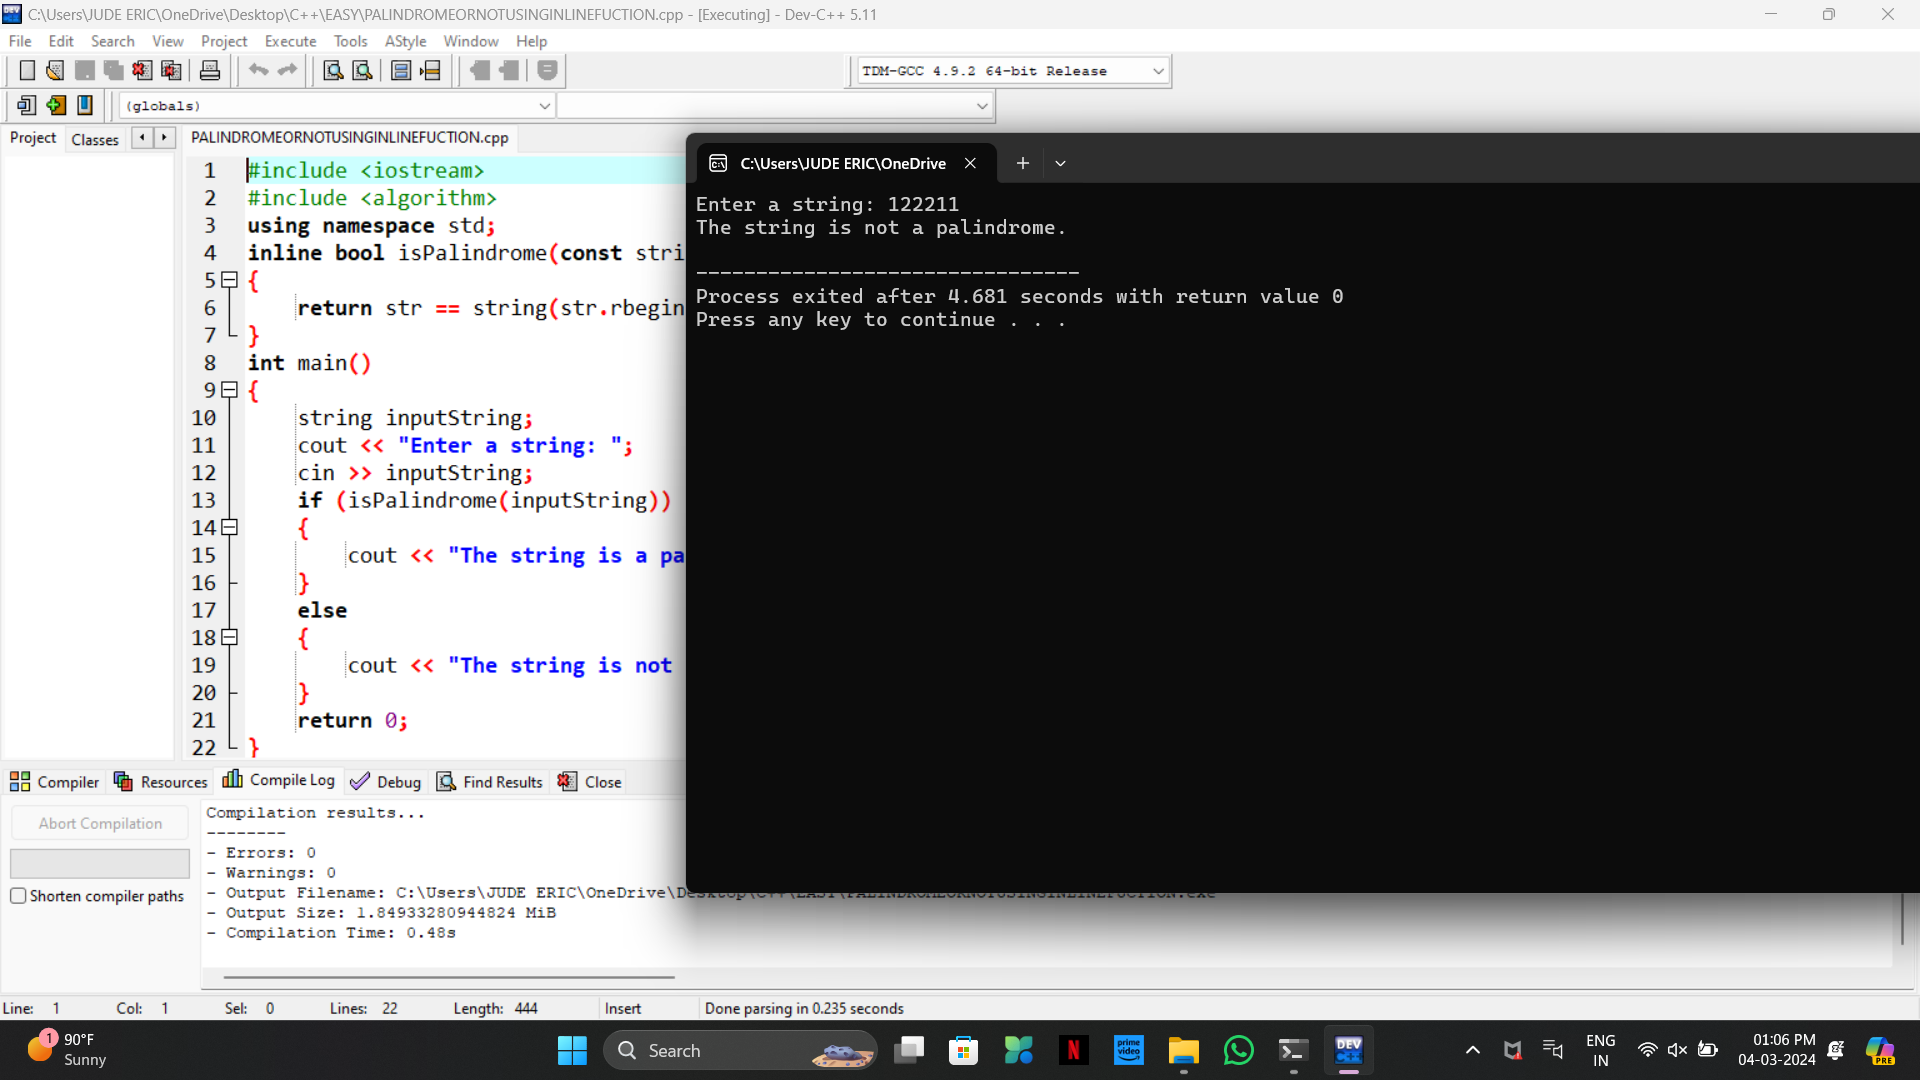 C:\Users\JUDE ERIC\OneDrive\Desktop\C++\EASY\PALINDROMEORNOTUSINGINLINEFUCTION.cpp - [Executing] - Dev-C++ 5.11
File Edit Search View Project Execute Tools AStyle Window Help
TDM-GCC 4.9.2 64-bit Release
(globals)
Project Classes PALINDROMEORNOTUSINGINLINEFUCTION.cpp
1 #include <iostream>
2 #include <algorithm>
3 using namespace std;
4 inline bool isPalindrome(const stri
5 {
6 return str == string(str.rbegin
7 }
8 int main()
9 {
10 string inputString;
11 cout << "Enter a string: ";
12 cin >> inputString;
13 if (isPalindrome(inputString))
14 {
15 cout << "The string is a pa
16 }
17 else
18 {
19 cout << "The string is not
20 }
21 return 0;
22 }
C:\Users\JUDE ERIC\OneDrive
Enter a string: 122211
The string is not a palindrome.
--------------------------------
Process exited after 4.681 seconds with return value 0
Press any key to continue . . .
Compiler Resources Compile Log Debug Find Results Close
Abort Compilation
Shorten compiler paths
Compilation results...
--------
- Errors: 0
- Warnings: 0
- Output Filename: C:\Users\JUDE ERIC\OneDrive\Desktop\C++\EASY\PALINDROMEORNOTUSINGINLINEFUCTION.exe
- Output Size: 1.84933280944824 MiB
- Compilation Time: 0.48s
Line: 1 Col: 1 Sel: 0 Lines: 22 Length: 444 Insert Done parsing in 0.235 seconds
1
90°F
Sunny
Search
prime video
N
DEV C++
ENG
IN
01:06 PM
04-03-2024
PRE